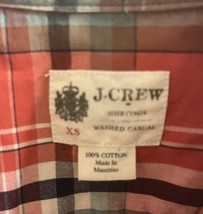 J.CREW
XS
WASHED CASUAL
100% COTTON
Made In
Mauritius